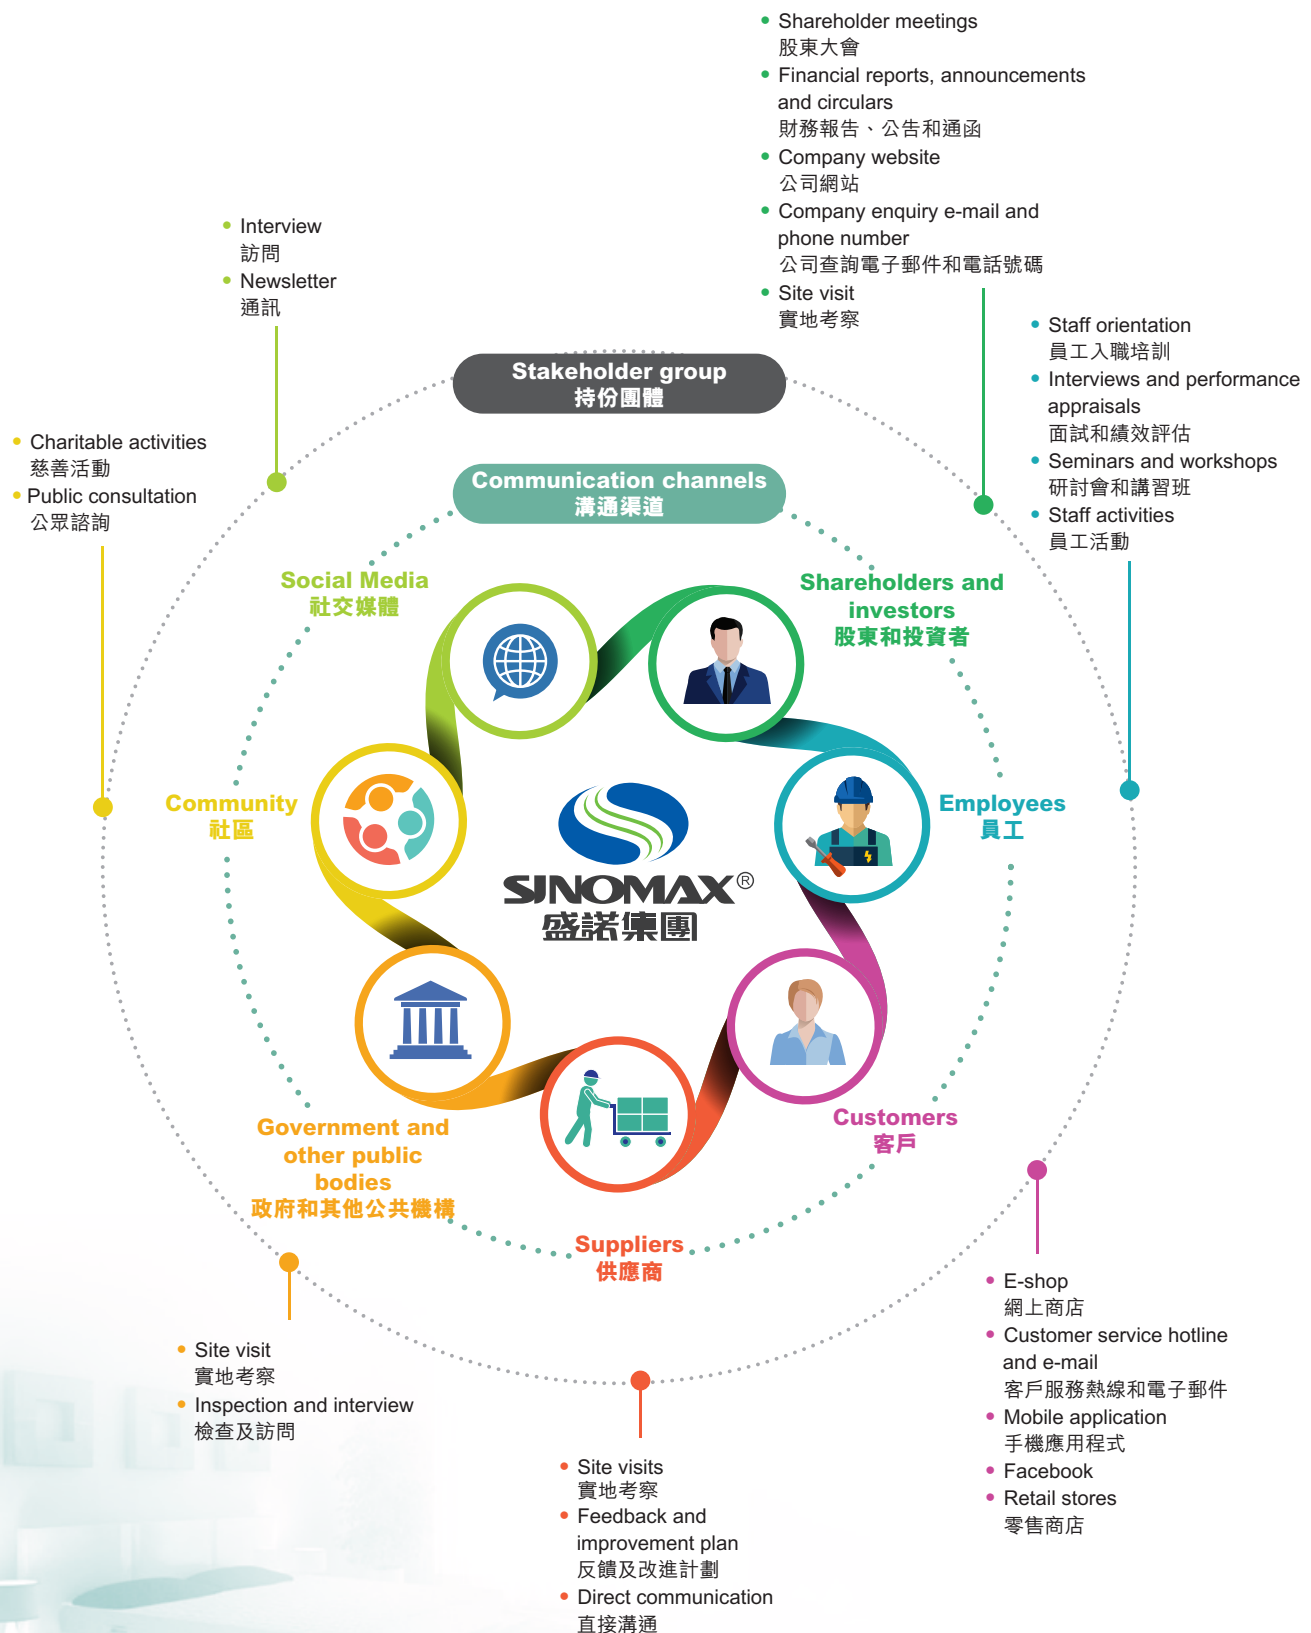 Shareholder meetings
股東大會
Financial reports, announcements
and circulars
財務報告、公告和通函
Company website
公司網站
Company enquiry e-mail and
phone number
公司查詢電子郵件和電話號碼
Site visit
實地考察
Interview
訪問
Newsletter
通訊
Staff orientation
員工入職培訓
Interviews and performance
appraisals
面試和績效評估
Seminars and workshops
研討會和講習班
Staff activities
員工活動
Stakeholder group
持份團體
Charitable activities
慈善活動
Public consultation
公眾諮詢
Communication channels
溝通渠道
Social Media
社交媒體
Shareholders and
investors
股東和投資者
Community
社區
Employees
員工
SINOMAX®
盛諾集團
Government and
other public
bodies
政府和其他公共機構
Customers
客戶
Suppliers
供應商
Site visit
實地考察
Inspection and interview
檢查及訪問
Site visits
實地考察
Feedback and
improvement plan
反饋及改進計劃
Direct communication
直接溝通
E-shop
網上商店
Customer service hotline
and e-mail
客戶服務熱線和電子郵件
Mobile application
手機應用程式
Facebook
Retail stores
零售商店